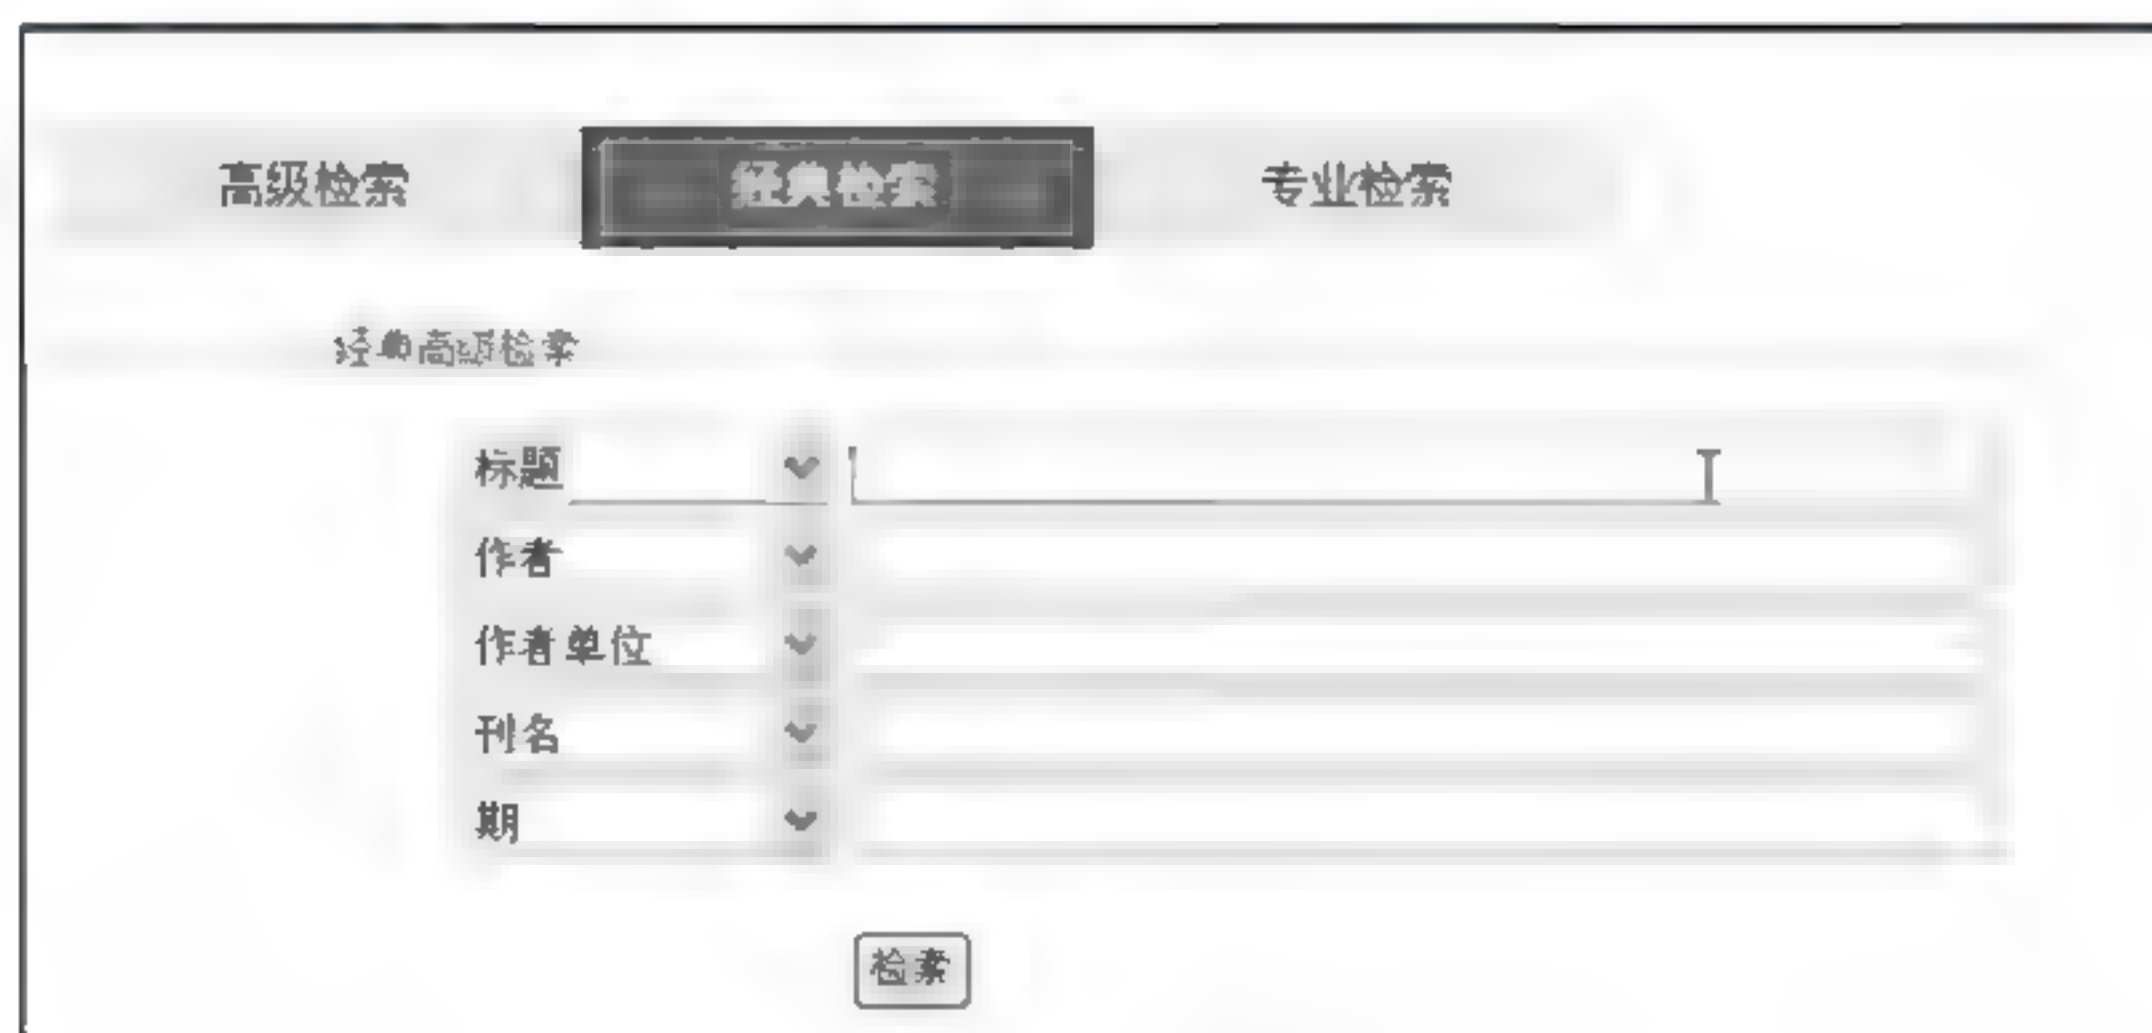 高级检索 经典检索 专业检索
经典高级检索
标题
作者
作者单位
刊名
期
检索